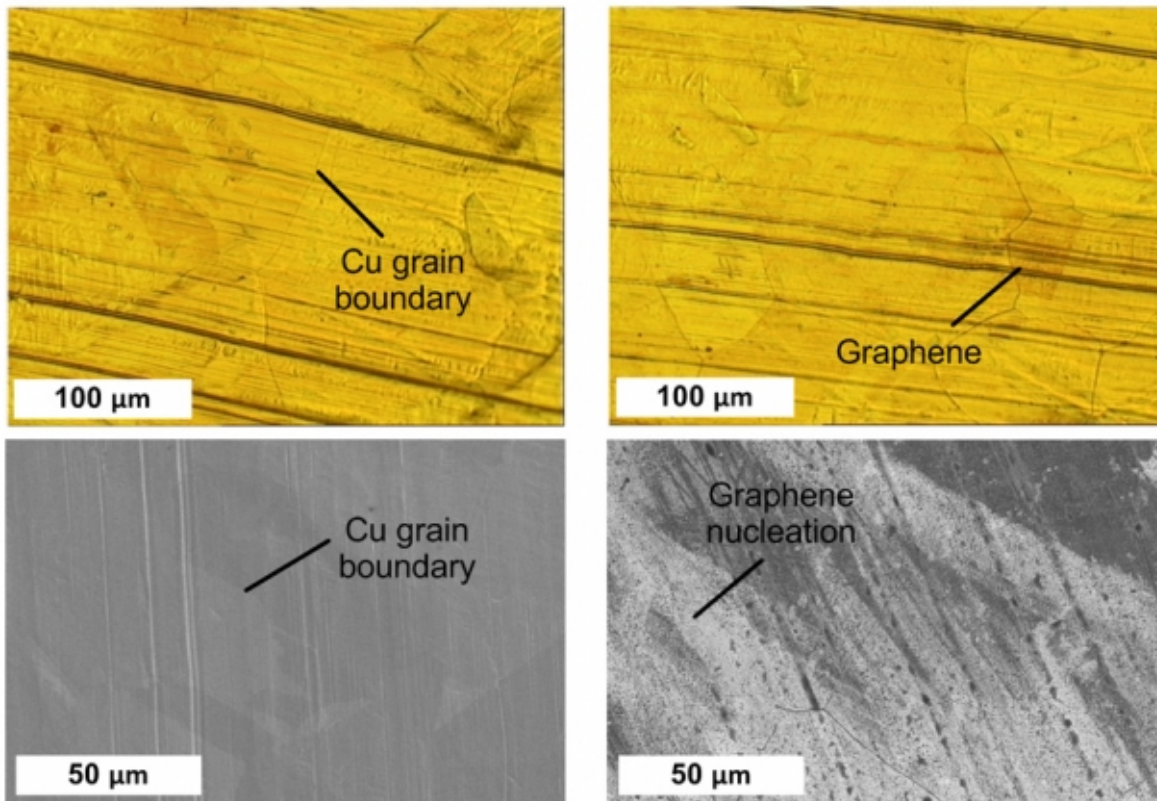 Cu grain
boundary
100 µm
Graphene
100 µm
Cu grain
boundary
50 µm
Graphene
nucleation
50 µm